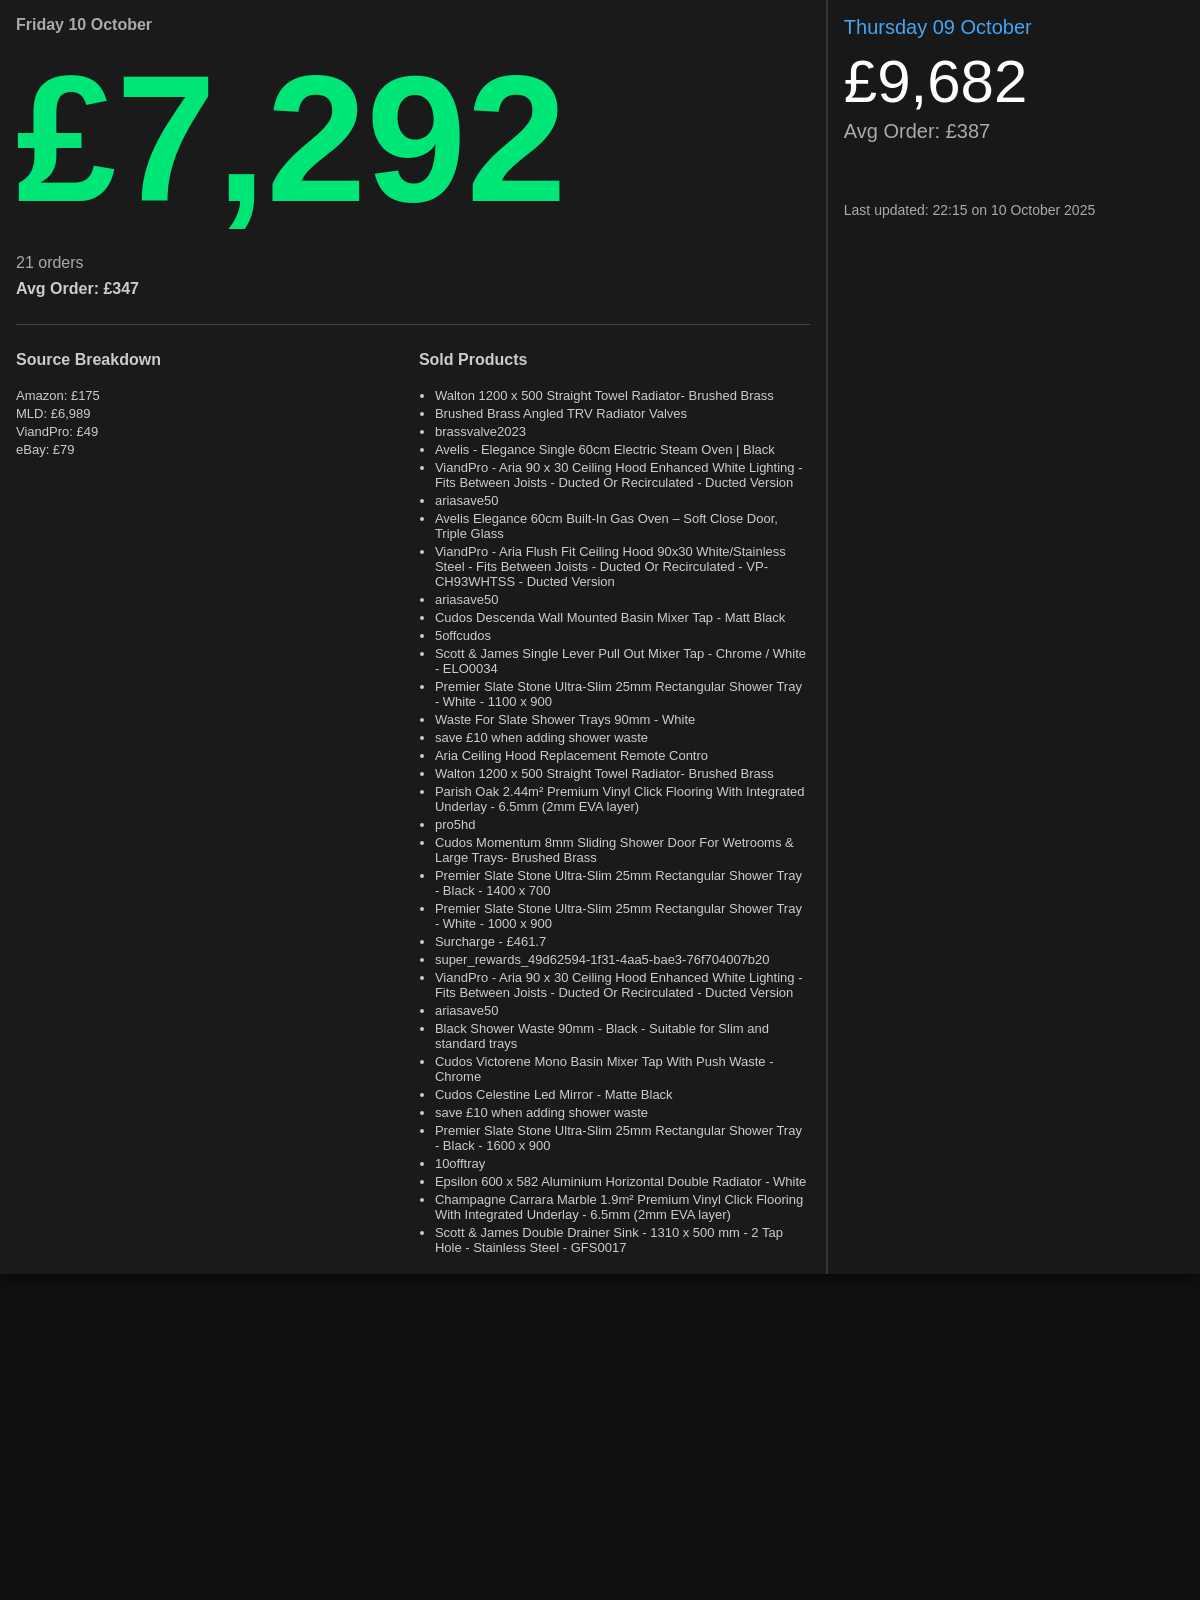 Friday 10 October
£7,292
21 orders
Avg Order: £347
Source Breakdown
Amazon: £175
MLD: £6,989
ViandPro: £49
eBay: £79
Sold Products
Walton 1200 x 500 Straight Towel Radiator- Brushed Brass
Brushed Brass Angled TRV Radiator Valves
brassvalve2023
Avelis - Elegance Single 60cm Electric Steam Oven | Black
ViandPro - Aria 90 x 30 Ceiling Hood Enhanced White Lighting -
Fits Between Joists - Ducted Or Recirculated - Ducted Version
ariasave50
Avelis Elegance 60cm Built-In Gas Oven – Soft Close Door,
Triple Glass
ViandPro - Aria Flush Fit Ceiling Hood 90x30 White/Stainless
Steel - Fits Between Joists - Ducted Or Recirculated - VP-
CH93WHTSS - Ducted Version
ariasave50
Cudos Descenda Wall Mounted Basin Mixer Tap - Matt Black
5offcudos
Scott & James Single Lever Pull Out Mixer Tap - Chrome / White
- ELO0034
Premier Slate Stone Ultra-Slim 25mm Rectangular Shower Tray
- White - 1100 x 900
Waste For Slate Shower Trays 90mm - White
save £10 when adding shower waste
Aria Ceiling Hood Replacement Remote Contro
Walton 1200 x 500 Straight Towel Radiator- Brushed Brass
Parish Oak 2.44m² Premium Vinyl Click Flooring With Integrated
Underlay - 6.5mm (2mm EVA layer)
pro5hd
Cudos Momentum 8mm Sliding Shower Door For Wetrooms &
Large Trays- Brushed Brass
Premier Slate Stone Ultra-Slim 25mm Rectangular Shower Tray
- Black - 1400 x 700
Premier Slate Stone Ultra-Slim 25mm Rectangular Shower Tray
- White - 1000 x 900
Surcharge - £461.7
super_rewards_49d62594-1f31-4aa5-bae3-76f704007b20
ViandPro - Aria 90 x 30 Ceiling Hood Enhanced White Lighting -
Fits Between Joists - Ducted Or Recirculated - Ducted Version
ariasave50
Black Shower Waste 90mm - Black - Suitable for Slim and
standard trays
Cudos Victorene Mono Basin Mixer Tap With Push Waste -
Chrome
Cudos Celestine Led Mirror - Matte Black
save £10 when adding shower waste
Premier Slate Stone Ultra-Slim 25mm Rectangular Shower Tray
- Black - 1600 x 900
10offtray
Epsilon 600 x 582 Aluminium Horizontal Double Radiator - White
Champagne Carrara Marble 1.9m² Premium Vinyl Click Flooring
With Integrated Underlay - 6.5mm (2mm EVA layer)
Scott & James Double Drainer Sink - 1310 x 500 mm - 2 Tap
Hole - Stainless Steel - GFS0017
Thursday 09 October
£9,682
Avg Order: £387
Last updated: 22:15 on 10 October 2025